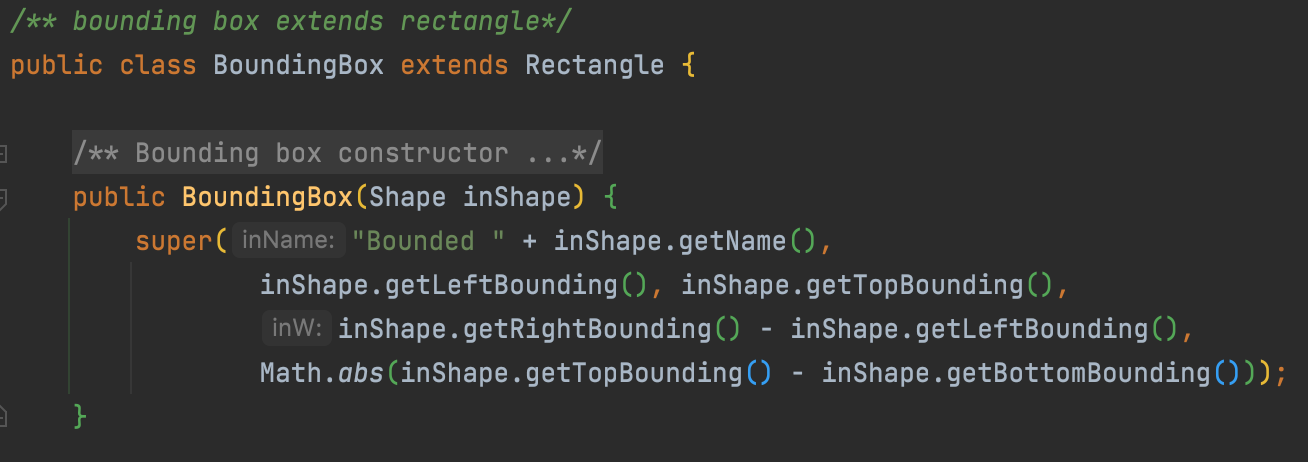 /** bounding box extends rectangle*/
public class BoundingBox extends Rectangle {
/** Bounding box constructor ...*/
public BoundingBox(Shape inShape) {
super( inName: "Bounded " + inShape.getName(),
inShape.getLeftBounding(), inShape.getTopBounding(),
inW: inShape.getRightBounding() - inShape.getLeftBounding(),
Math.abs(inShape.getTopBounding() - inShape.getBottomBounding()));
}